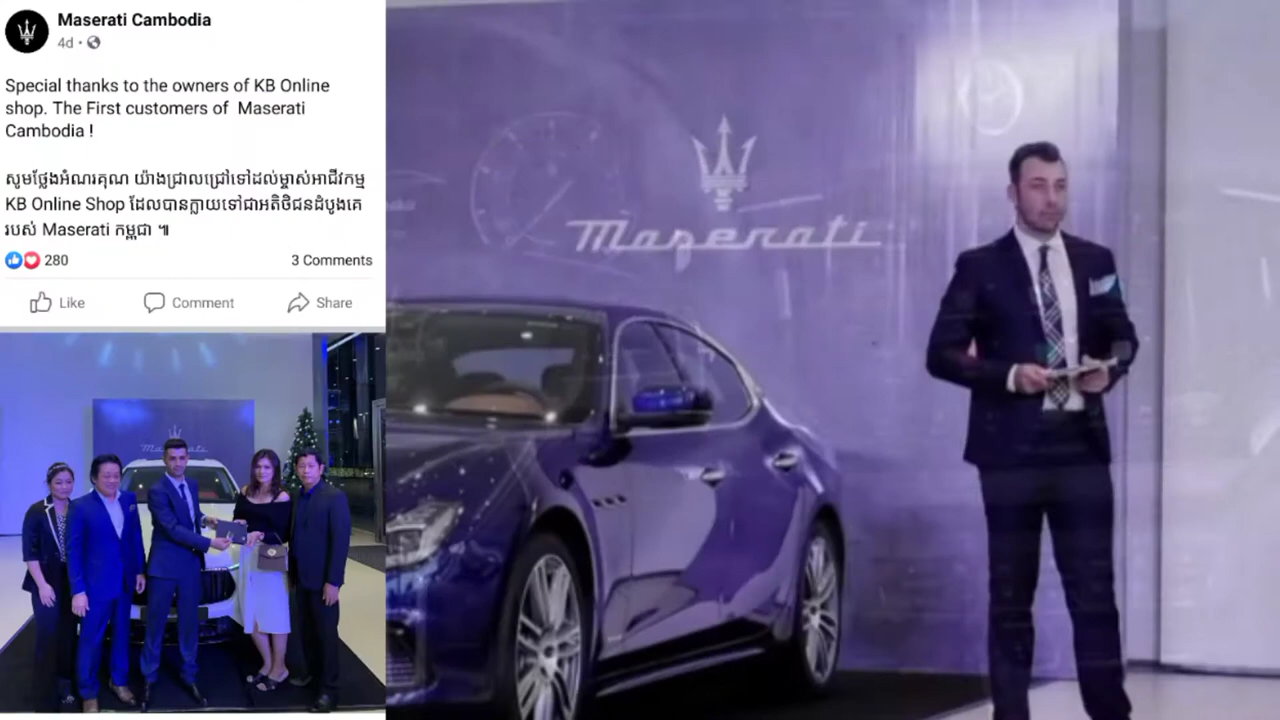 Maserati Cambodia
4d
Special thanks to the owners of KB Online
shop. The First customers of Maserati
Cambodia !
សូមថ្លែងអំណរគុណ យ៉ាងជ្រាលជ្រៅទៅដល់ម្ចាស់អាជីវកម្ម
KB Online Shop ដែលបានក្លាយទៅជាអតិថិជនដំបូងគេ
របស់ Maserati កម្ពុជា ៕
280
3 Comments
Like
Comment
Share
Maserati
Maserati